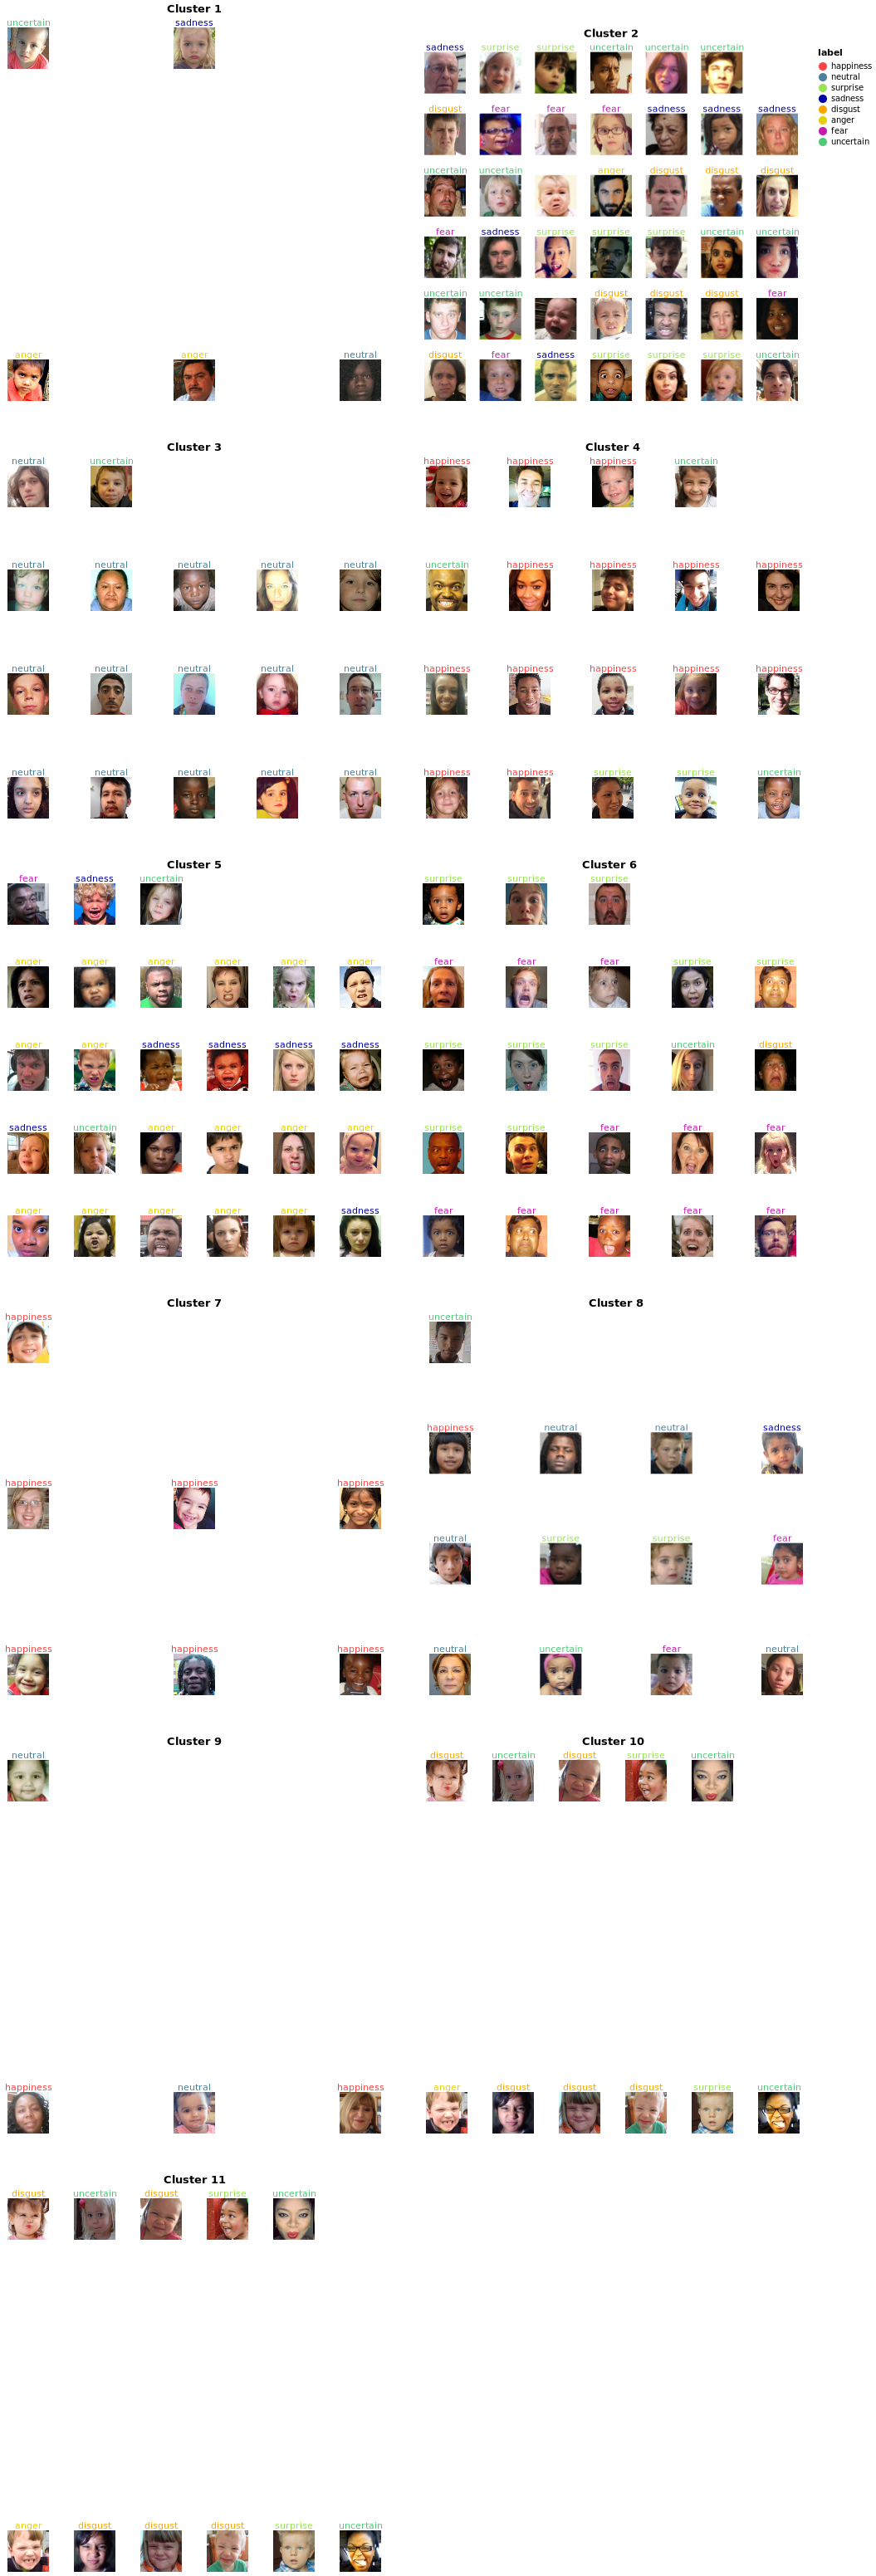 Cluster 1
uncertain sadness
anger anger neutral
Cluster 2
sadness surprise surprise uncertain uncertain uncertain
disgust fear fear fear sadness sadness sadness
uncertain uncertain anger disgust disgust disgust
fear sadness surprise surprise surprise uncertain uncertain
uncertain uncertain disgust disgust disgust fear
disgust fear sadness surprise surprise surprise uncertain
label
happiness
neutral
surprise
sadness
disgust
anger
fear
uncertain
Cluster 3
neutral uncertain
neutral neutral neutral neutral neutral
neutral neutral neutral neutral neutral
neutral neutral neutral neutral neutral
Cluster 4
happiness happiness happiness uncertain
uncertain happiness happiness happiness happiness
happiness happiness happiness happiness happiness
happiness happiness surprise surprise uncertain
Cluster 5
fear sadness uncertain
anger anger anger anger anger anger
anger anger sadness sadness sadness sadness
sadness uncertain anger anger anger anger
anger anger anger anger anger sadness
Cluster 6
surprise surprise surprise
fear fear fear surprise surprise
surprise surprise surprise uncertain disgust
surprise surprise fear fear fear
fear fear fear fear fear
Cluster 7
happiness
happiness happiness happiness
happiness happiness happiness
Cluster 8
uncertain
happiness neutral neutral sadness
neutral surprise surprise fear
neutral uncertain fear neutral
Cluster 9
neutral
happiness neutral happiness
Cluster 10
disgust uncertain disgust surprise uncertain
anger disgust disgust disgust surprise uncertain
Cluster 11
disgust uncertain disgust surprise uncertain
anger disgust disgust disgust surprise uncertain